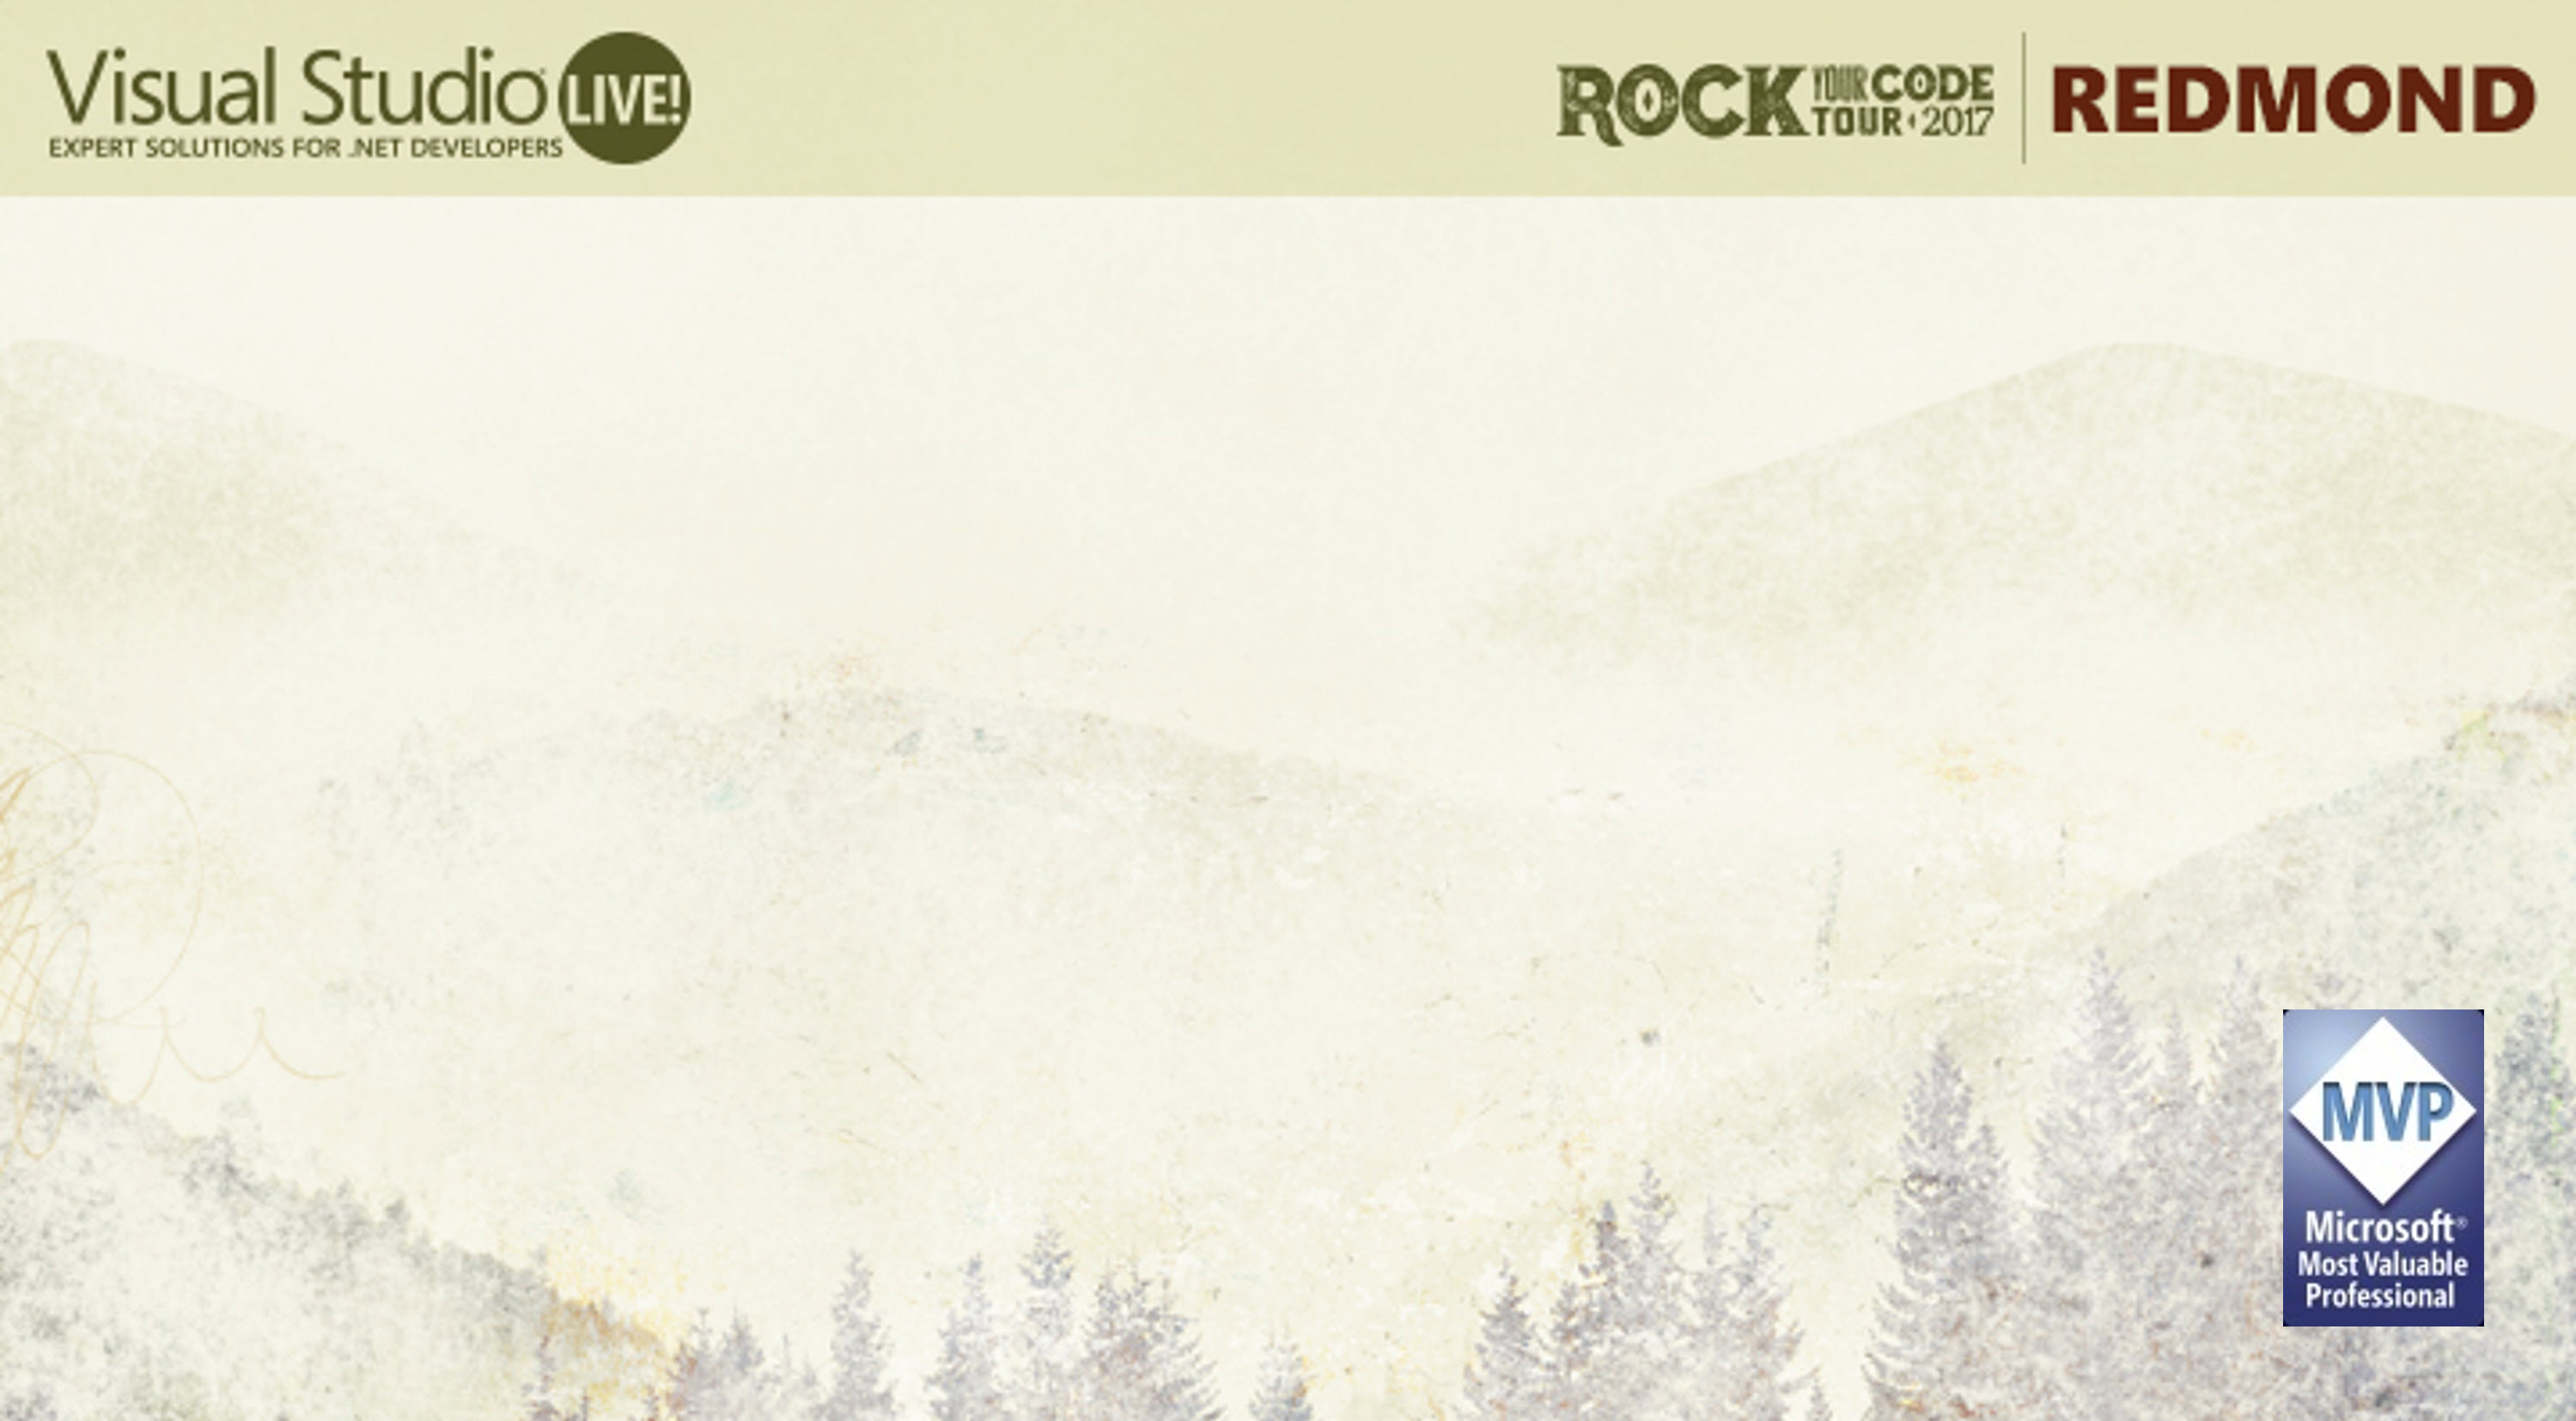 Visual Studio LIVE!
EXPERT SOLUTIONS FOR .NET DEVELOPERS
ROCK YOUR CODE TOUR • 2017
REDMOND
MVP
Microsoft®
Most Valuable
Professional